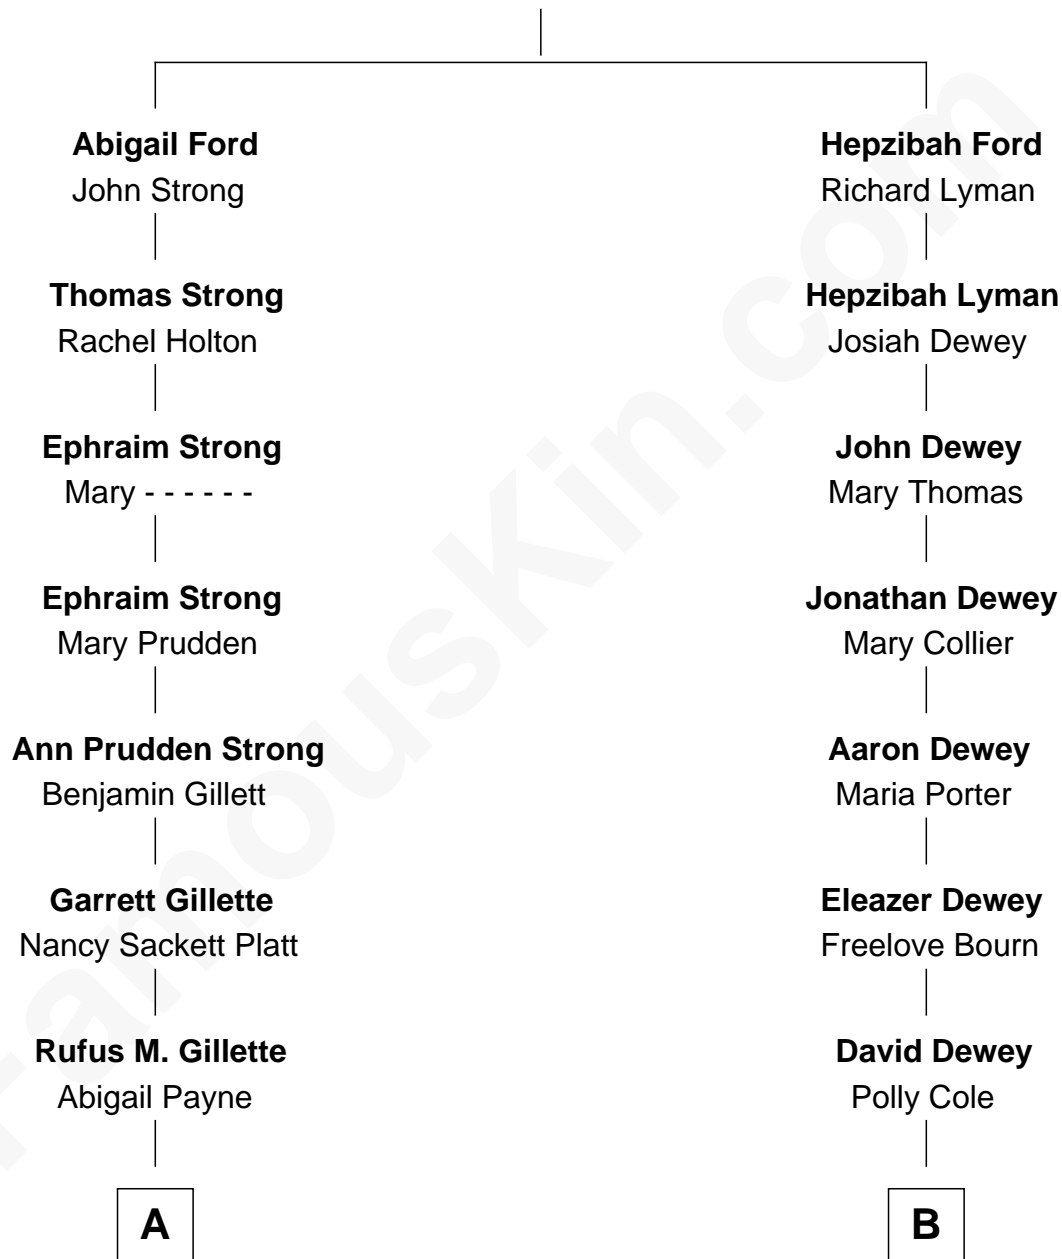 Abigail Ford
John Strong
Hepzibah Ford
Richard Lyman
Thomas Strong
Rachel Holton
Hepzibah Lyman
Josiah Dewey
Ephraim Strong
Mary - - - - - -
John Dewey
Mary Thomas
Ephraim Strong
Mary Prudden
Jonathan Dewey
Mary Collier
Ann Prudden Strong
Benjamin Gillett
Aaron Dewey
Maria Porter
Garrett Gillette
Nancy Sackett Platt
Eleazer Dewey
Freelove Bourn
Rufus M. Gillette
Abigail Payne
David Dewey
Polly Cole
A
B
FamousKin.com